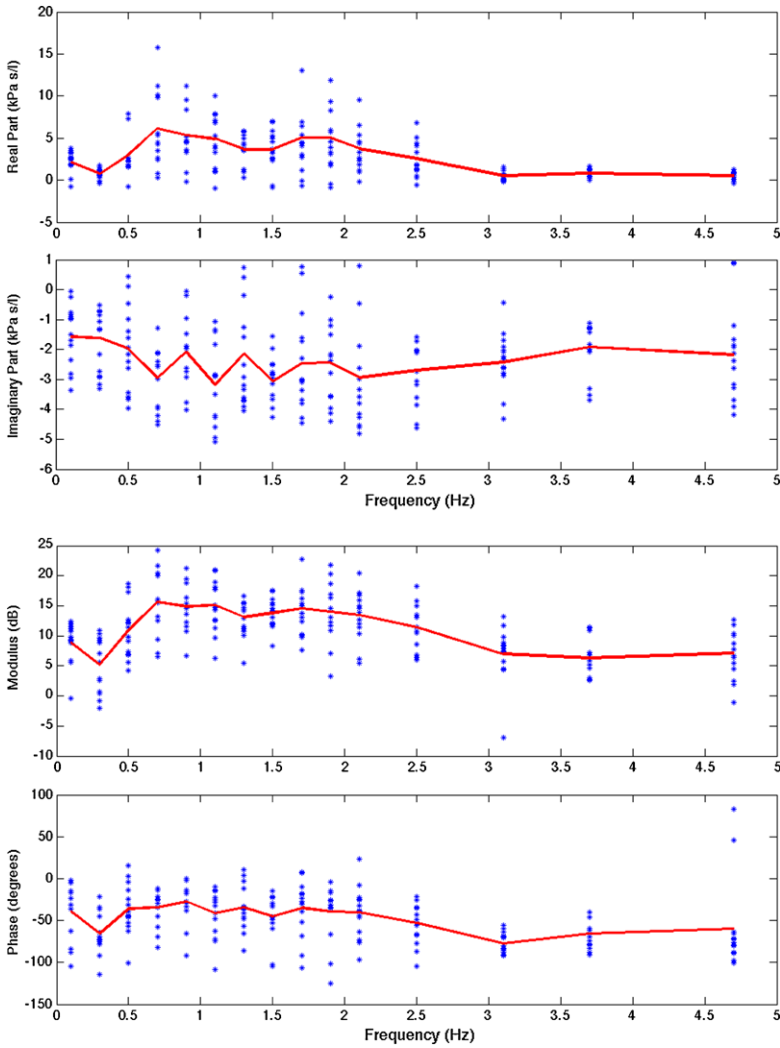 20
15
10
5
0
-5
Real Part (kPa s/l)
0 0.5 1 1.5 2 2.5 3 3.5 4 4.5 5
1
0
-1
-2
-3
-4
-5
-6
Imaginary Part (kPa s/l)
0 0.5 1 1.5 2 2.5 3 3.5 4 4.5 5
Frequency (Hz)
25
20
15
10
5
0
5
-10
Modulus (dB)
0 0.5 1 1.5 2 2.5 3 3.5 4 4.5 5
100
50
0
-50
-100
-150
Phase (degrees)
0 0.5 1 1.5 2 2.5 3 3.5 4 4.5 5
Frequency (Hz)